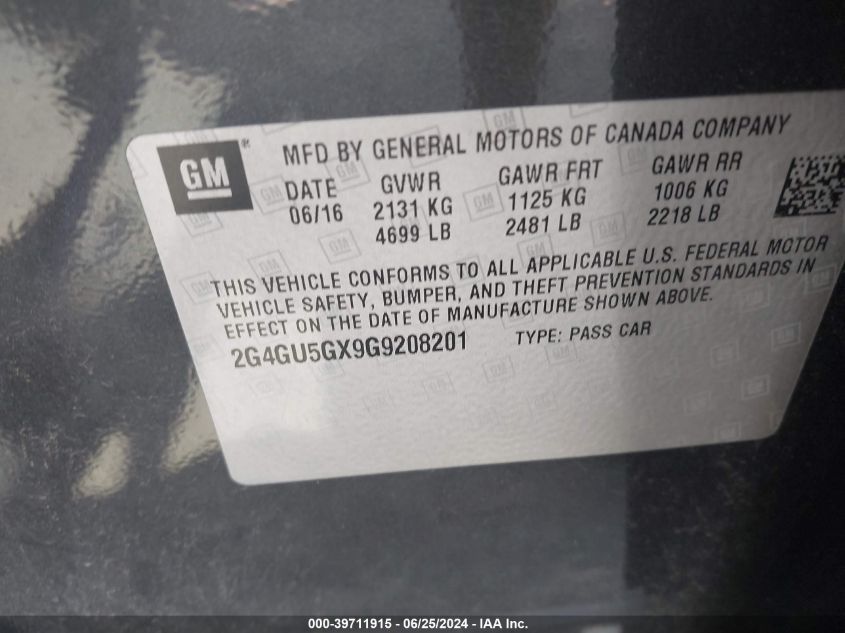 GM® MFD BY GENERAL MOTORS OF CANADA COMPANY
DATE GVWR GAWR FRT GAWR RR
06/16 2131 KG 1125 KG 1006 KG
4699 LB 2481 LB 2218 LB
THIS VEHICLE CONFORMS TO ALL APPLICABLE U.S. FEDERAL MOTOR
VEHICLE SAFETY, BUMPER, AND THEFT PREVENTION STANDARDS IN
EFFECT ON THE DATE OF MANUFACTURE SHOWN ABOVE.
2G4GU5GX9G9208201 TYPE: PASS CAR
000-39711915 - 06/25/2024 - IAA Inc.